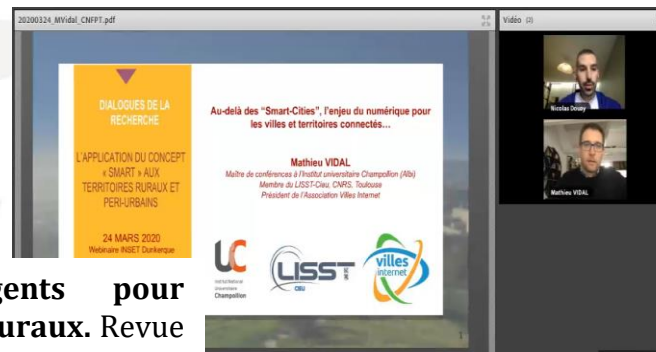 20200324_MVidal_CNFPT.pdf
Vidéo (2)
DIALOGUES DE LA
RECHERCHE
L'APPLICATION DU CONCEPT
« SMART » AUX
TERRITOIRES RURAUX ET
PERI-URBAINS
24 MARS 2020
Webinaire INSET Dunkerque
Au-delà des “Smart-Cities”, l’enjeu du numérique pour
les villes et territoires connectés…
Mathieu VIDAL
Maître de conférences à l’Institut universitaire Champollion (Albi)
Membre du LISST-Cieu, CNRS, Toulouse
Président de l’Association Villes Internet
UC
Institut National
Universitaire
Champollion
LISST
CIEU
villes
internet
1
Nicolas Douay
Mathieu VIDAL
gents pour
uraux. Revue